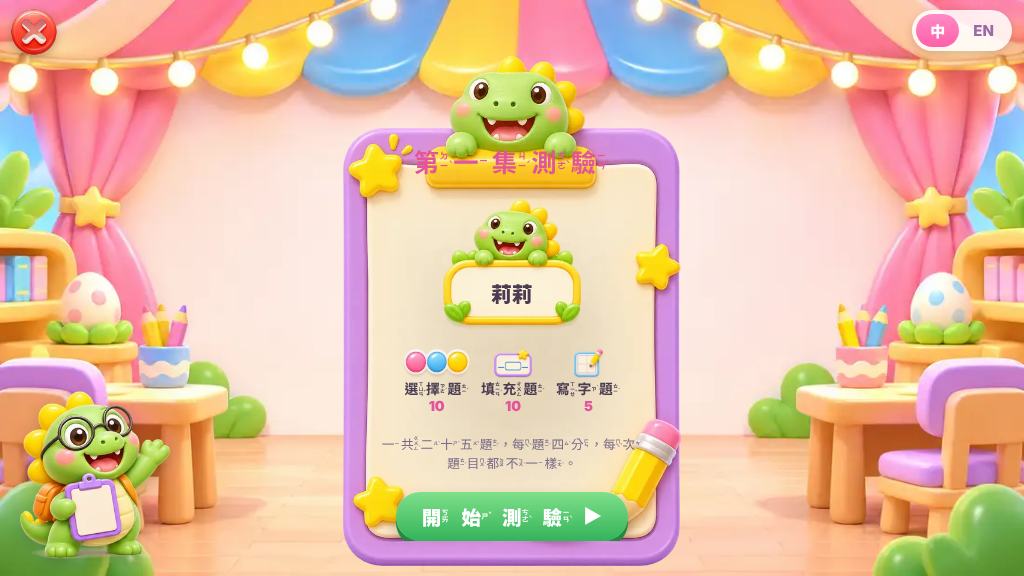 中 EN
第一集測驗
莉莉
選擇題 填充題 寫字題
10 10 5
一共二十五題，每題四分，每次
題目都不一樣。
開始測驗